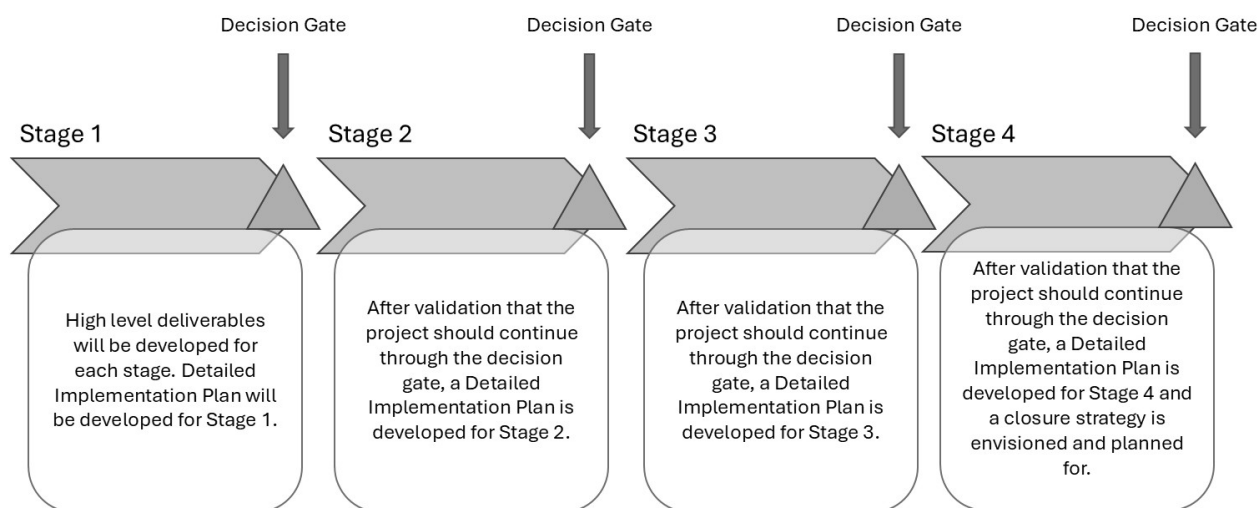 Decision Gate
Decision Gate
Decision Gate
Decision Gate
Stage 1
Stage 2
Stage 3
Stage 4
High level deliverables
will be developed for
each stage. Detailed
Implementation Plan will
be developed for Stage 1.
After validation that the
project should continue
through the decision
gate, a Detailed
Implementation Plan is
developed for Stage 2.
After validation that the
project should continue
through the decision
gate, a Detailed
Implementation Plan is
developed for Stage 3.
After validation that the
project should continue
through the decision
gate, a Detailed
Implementation Plan is
developed for Stage 4 and
a closure strategy is
envisioned and planned
for.